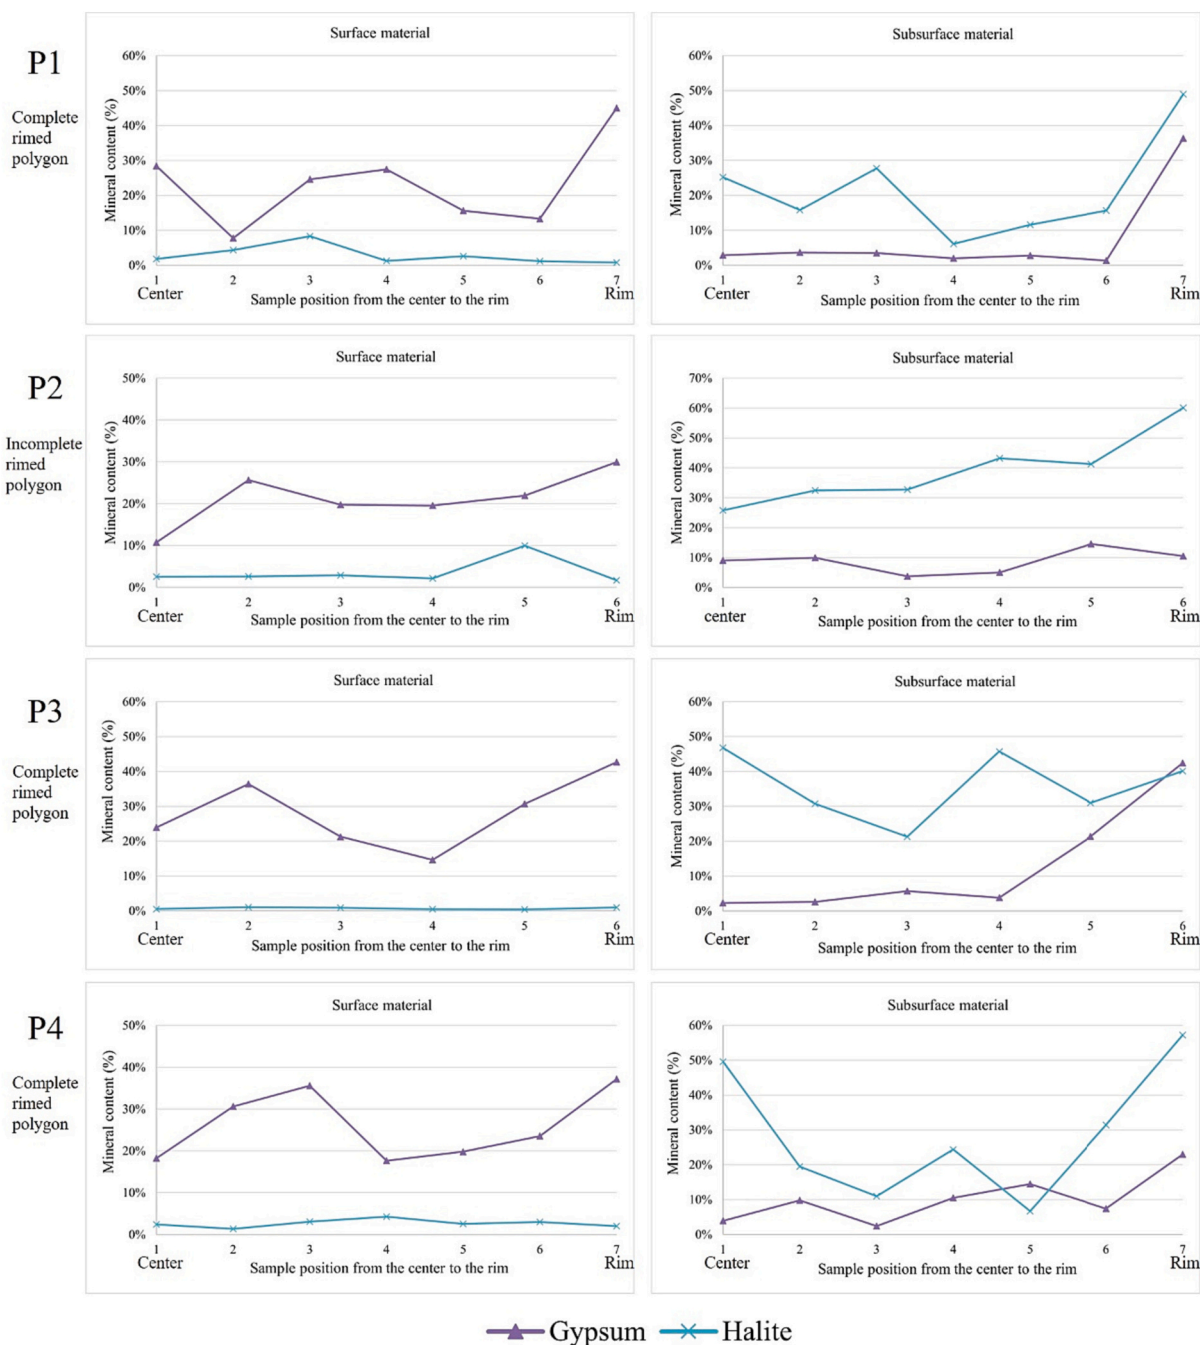 P1
Complete
rimed
polygon
Surface material
Mineral content (%)
60%
50%
40%
30%
20%
10%
0%
1 2 3 4 5 6 7
Center Rim
Sample position from the center to the rim
Subsurface material
Mineral content (%)
60%
50%
40%
30%
20%
10%
0%
1 2 3 4 5 6 7
Center Rim
Sample position from the center to the rim
P2
Incomplete
rimed
polygon
Surface material
Mineral content (%)
50%
40%
30%
20%
10%
0%
1 2 3 4 5 6
Center Rim
Sample position from the center to the rim
Subsurface material
Mineral content (%)
70%
60%
50%
40%
30%
20%
10%
0%
1 2 3 4 5 6
center Rim
Sample position from the center to the rim
P3
Complete
rimed
polygon
Surface material
Mineral content (%)
60%
50%
40%
30%
20%
10%
0%
1 2 3 4 5 6
Center Rim
Sample position from the center to the rim
Subsurface material
Mineral content (%)
60%
50%
40%
30%
20%
10%
0%
1 2 3 4 5 6
Center Rim
Sample position from the center to the rim
P4
Complete
rimed
polygon
Surface material
Mineral content (%)
50%
40%
30%
20%
10%
0%
1 2 3 4 5 6 7
Center Rim
Sample position from the center to the rim
Subsurface material
Mineral content (%)
60%
50%
40%
30%
20%
10%
0%
1 2 3 4 5 6 7
Center Rim
Sample position from the center to the rim
Gypsum Halite